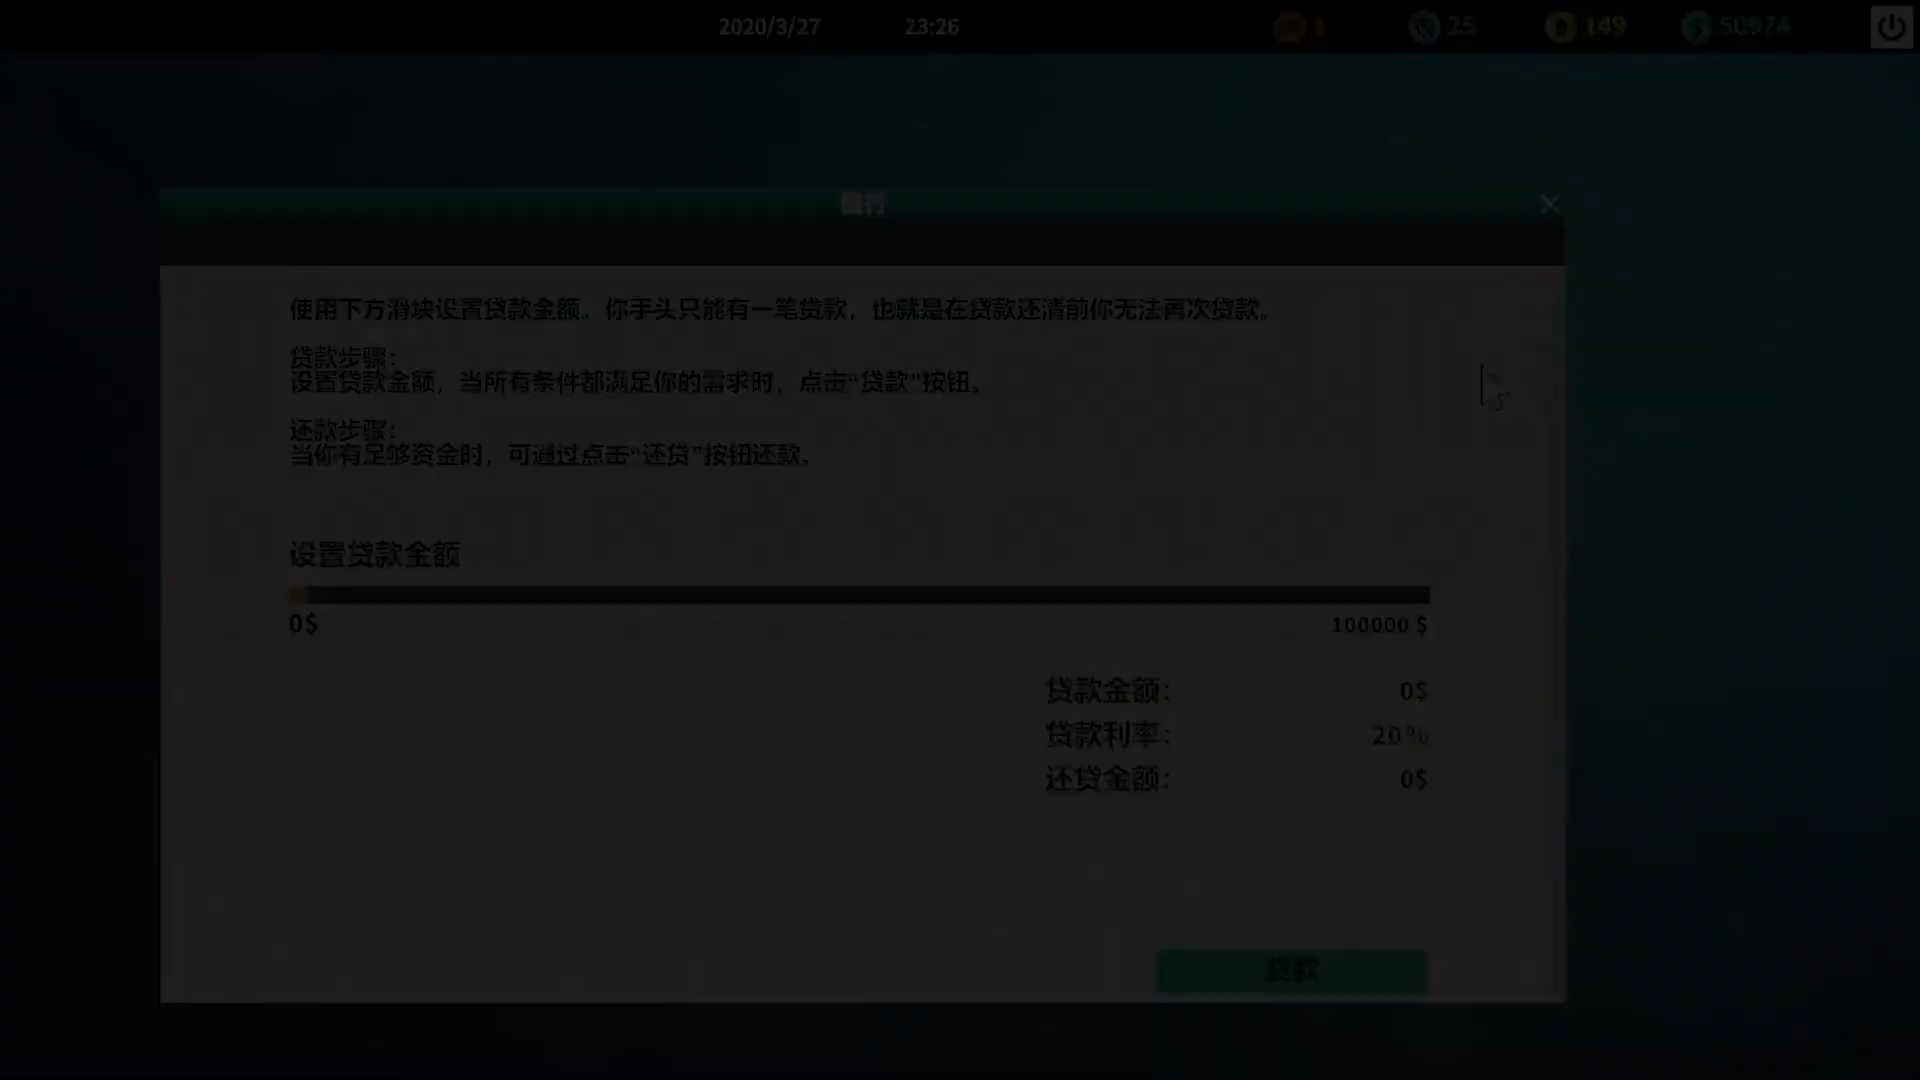 2020/3/27 23:26 1 25 149 50974
银行
使用下方滑块设置贷款金额。你手头只能有一笔贷款，也就是在贷款还清前你无法再次贷款。
贷款步骤：
设置贷款金额，当所有条件都满足你的需求时，点击“贷款”按钮。
还款步骤：
当你有足够资金时，可通过点击“还贷”按钮还款。
设置贷款金额
0$ 100000 $
贷款金额： 0$
贷款利率： 20%
还贷金额： 0$
贷款